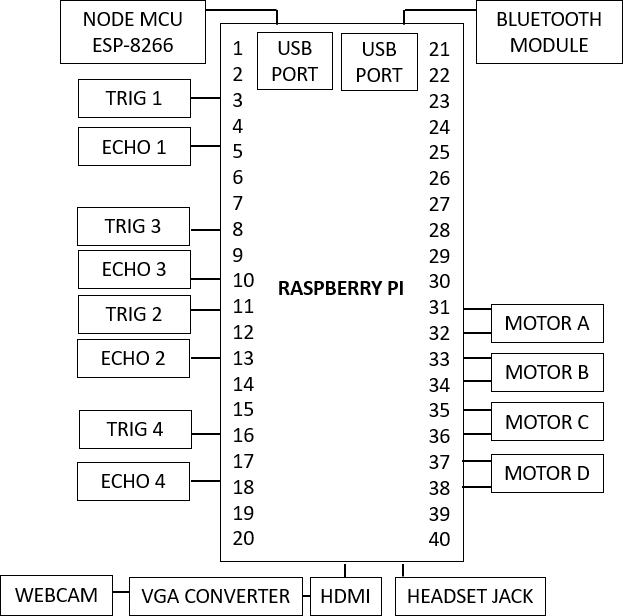 NODE MCU
ESP-8266
BLUETOOTH
MODULE
USB
PORT
USB
PORT
TRIG 1
ECHO 1
TRIG 3
ECHO 3
TRIG 2
ECHO 2
TRIG 4
ECHO 4
1
2
3
4
5
6
7
8
9
10
11
12
13
14
15
16
17
18
19
20
RASPBERRY PI
21
22
23
24
25
26
27
28
29
30
31
32
33
34
35
36
37
38
39
40
MOTOR A
MOTOR B
MOTOR C
MOTOR D
WEBCAM
VGA CONVERTER
HDMI
HEADSET JACK